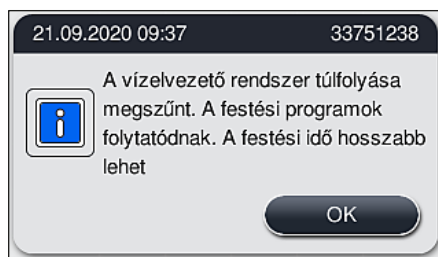 21.09.2020 09:37 33751238
A vízelvezető rendszer túlfolyása
megszűnt. A festési programok
folytatódnak. A festési idő hosszabb
lehet
OK